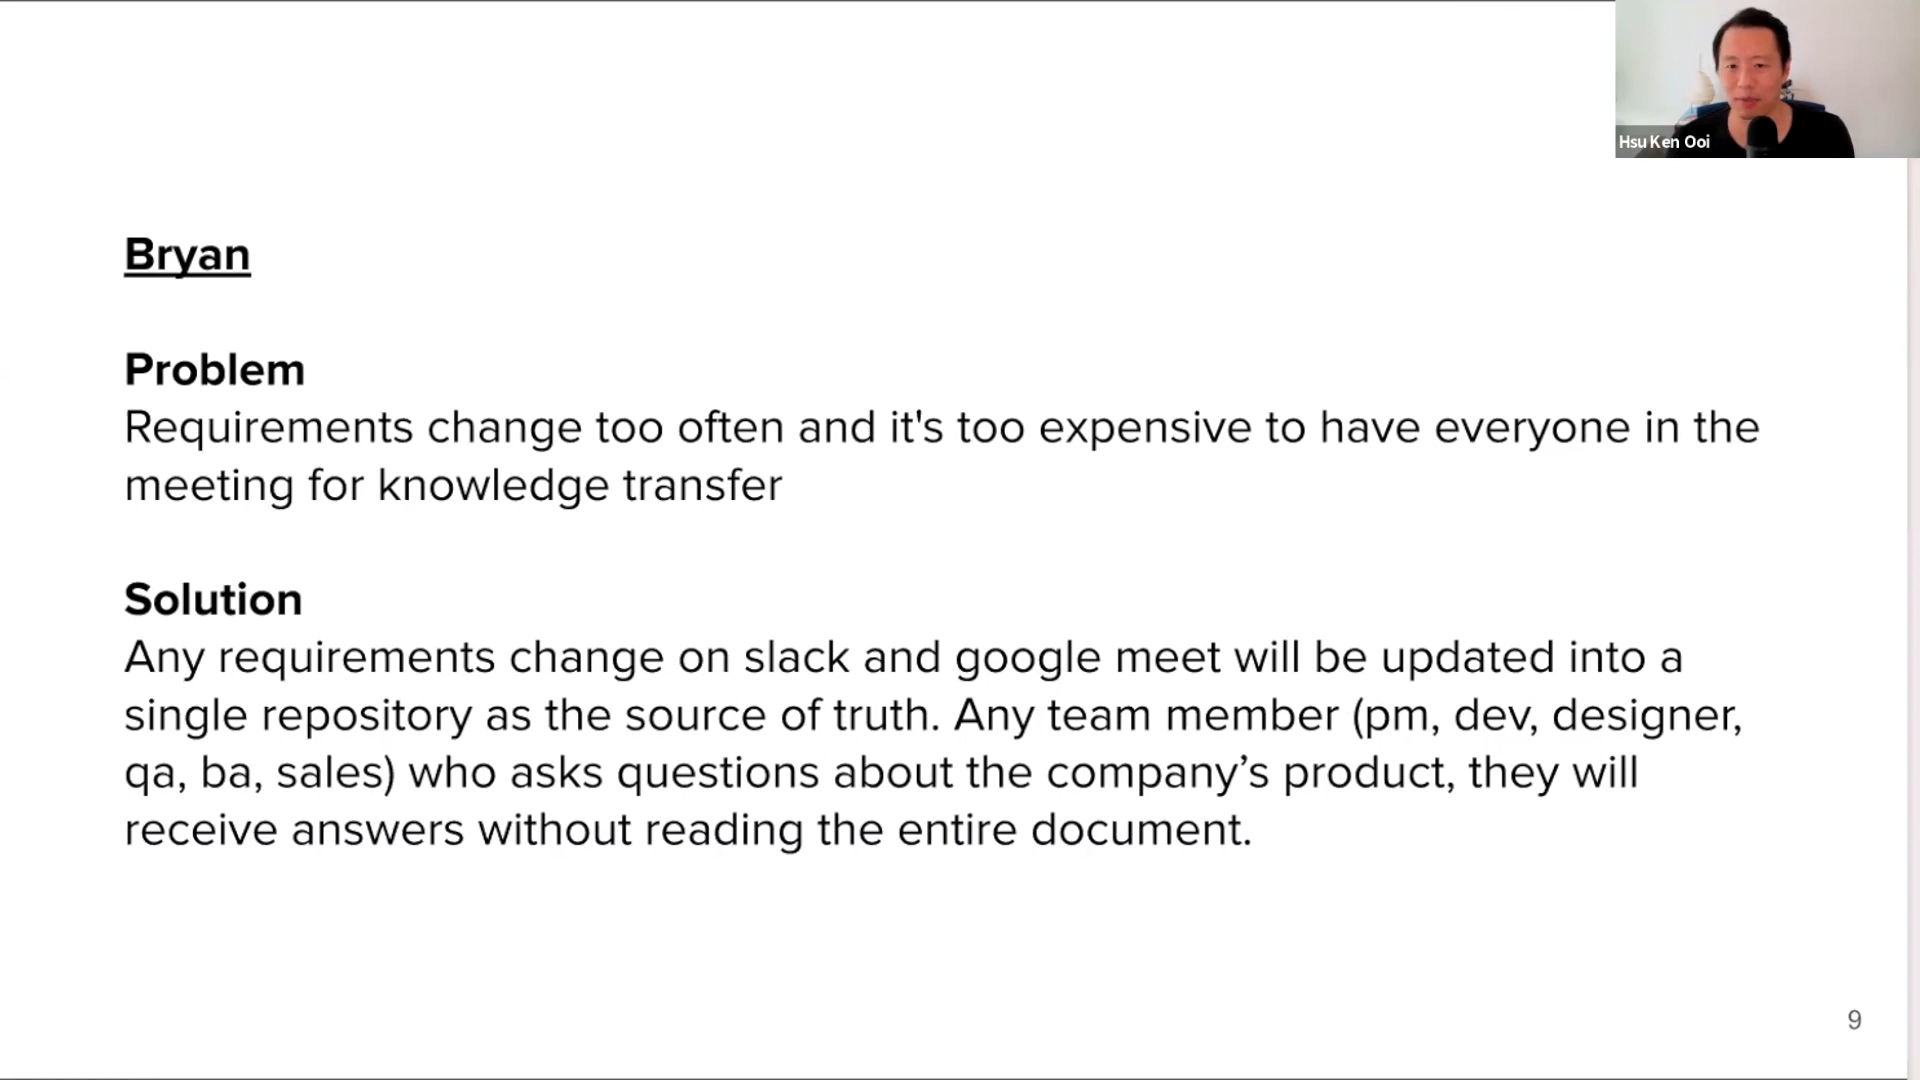 Hsu Ken Ooi
Bryan
Problem
Requirements change too often and it's too expensive to have everyone in the
meeting for knowledge transfer
Solution
Any requirements change on slack and google meet will be updated into a
single repository as the source of truth. Any team member (pm, dev, designer,
qa, ba, sales) who asks questions about the company’s product, they will
receive answers without reading the entire document.
9